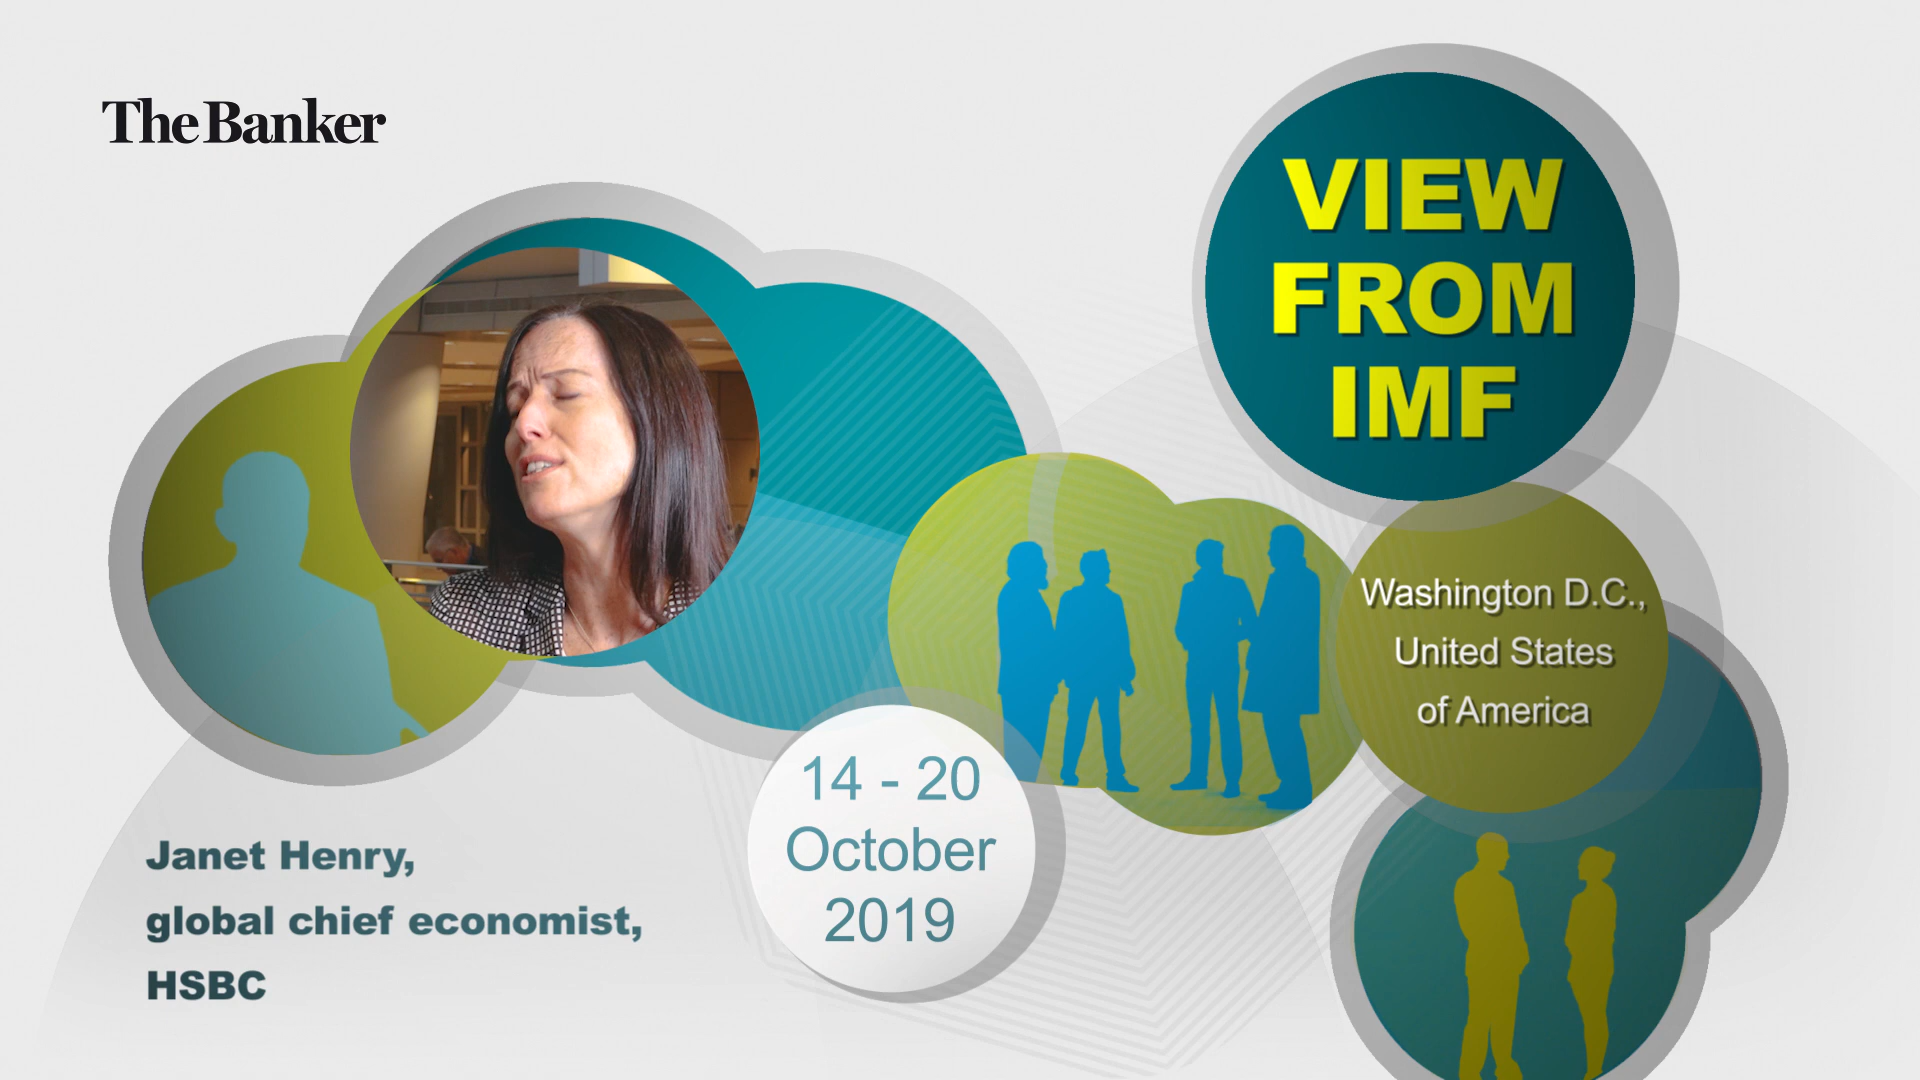 The Banker
VIEW
FROM
IMF
Washington D.C.,
United States
of America
14 - 20
October
2019
Janet Henry,
global chief economist,
HSBC